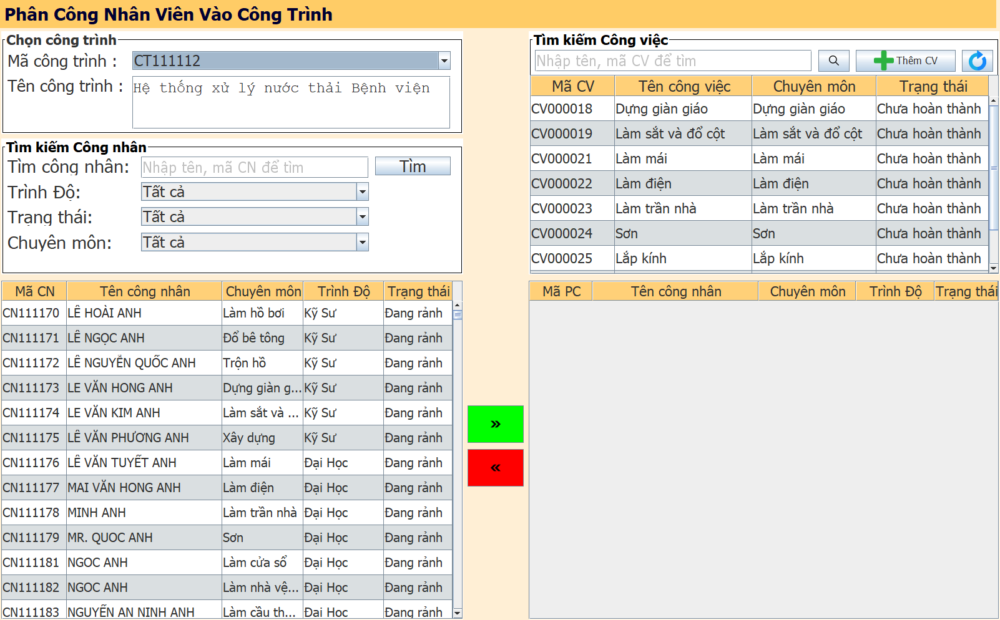 Phân Công Nhân Viên Vào Công Trình
Chọn công trình
Mã công trình : CT111112
Tên công trình : Hệ thống xử lý nước thải Bệnh viện
Tìm kiếm Công nhân
Tìm công nhân: Nhập tên, mã CN để tìm Tìm
Trình Độ: Tất cả
Trạng thái: Tất cả
Chuyên môn: Tất cả
Mã CN Tên công nhân Chuyên môn Trình Độ Trạng thái
CN111170 LÊ HOÀI ANH Làm hồ bơi Kỹ Sư Đang rảnh
CN111171 LÊ NGỌC ANH Đổ bê tông Kỹ Sư Đang rảnh
CN111172 LÊ NGUYỄN QUỐC ANH Trộn hồ Kỹ Sư Đang rảnh
CN111173 LE VĂN HONG ANH Dựng giàn g... Kỹ Sư Đang rảnh
CN111174 LE VĂN KIM ANH Làm sắt và ... Kỹ Sư Đang rảnh
CN111175 LÊ VĂN PHƯƠNG ANH Xây dựng Kỹ Sư Đang rảnh
CN111176 LÊ VĂN TUYẾT ANH Làm mái Đại Học Đang rảnh
CN111177 MAI VĂN HONG ANH Làm điện Đại Học Đang rảnh
CN111178 MINH ANH Làm trần nhà Đại Học Đang rảnh
CN111179 MR. QUOC ANH Sơn Đại Học Đang rảnh
CN111181 NGOC ANH Làm cửa sổ Đại Học Đang rảnh
CN111182 NGOC ANH Làm nhà vệ... Đại Học Đang rảnh
CN111183 NGUYỄN AN NINH ANH Làm cầu th... Đại Học Đang rảnh
»
«
Tìm kiếm Công việc
Nhập tên, mã CV để tìm Thêm CV
Mã CV Tên công việc Chuyên môn Trạng thái
CV000018 Dựng giàn giáo Dựng giàn giáo Chưa hoàn thành
CV000019 Làm sắt và đổ cột Làm sắt và đổ cột Chưa hoàn thành
CV000021 Làm mái Làm mái Chưa hoàn thành
CV000022 Làm điện Làm điện Chưa hoàn thành
CV000023 Làm trần nhà Làm trần nhà Chưa hoàn thành
CV000024 Sơn Sơn Chưa hoàn thành
CV000025 Lắp kính Lắp kính Chưa hoàn thành
Mã PC Tên công nhân Chuyên môn Trình Độ Trạng thái